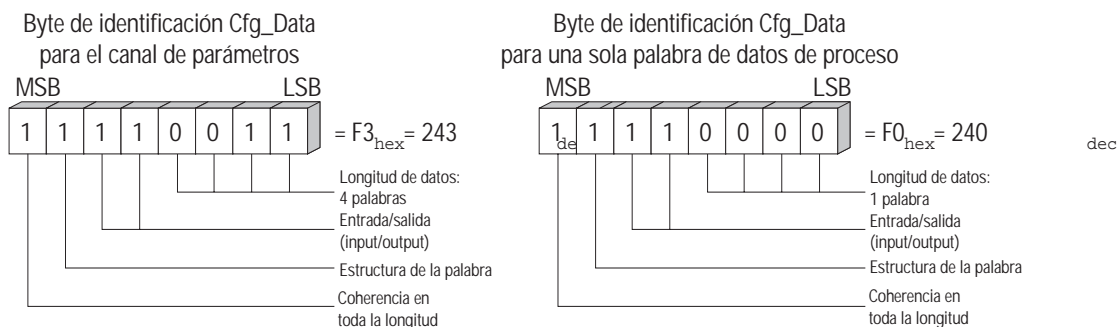 Byte de identificación Cfg_Data
para el canal de parámetros
MSB LSB
1 1 1 1 0 0 1 1 = F3hex= 243
Longitud de datos:
4 palabras
Entrada/salida
(input/output)
Estructura de la palabra
Coherencia en
toda la longitud
Byte de identificación Cfg_Data
para una sola palabra de datos de proceso
MSB LSB
1 1 1 1 0 0 0 0 = F0hex= 240
de dec
Longitud de datos:
1 palabra
Entrada/salida
(input/output)
Estructura de la palabra
Coherencia en
toda la longitud